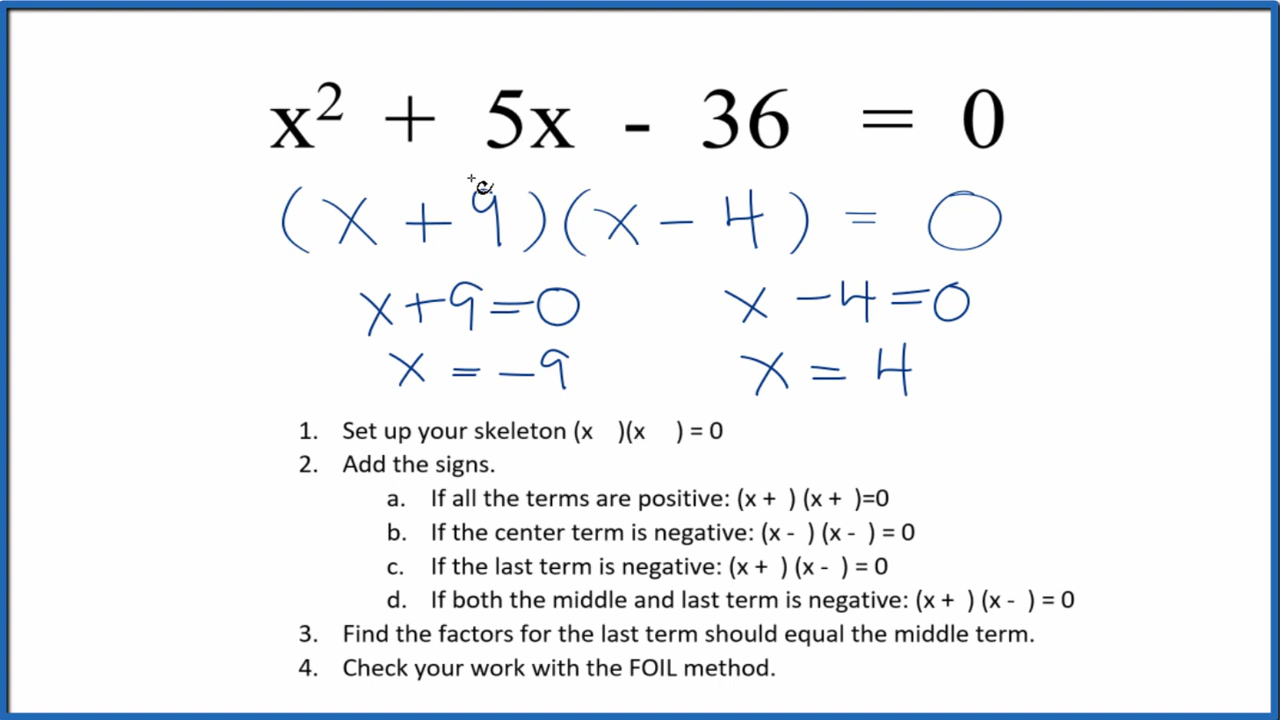 x² + 5x - 36 = 0
(x + 9)(x - 4) = 0
x + 9 = 0 x - 4 = 0
x = -9 x = 4
1. Set up your skeleton (x )(x ) = 0
2. Add the signs.
a. If all the terms are positive: (x + ) (x + )=0
b. If the center term is negative: (x - ) (x - ) = 0
c. If the last term is negative: (x + ) (x - ) = 0
d. If both the middle and last term is negative: (x + ) (x - ) = 0
3. Find the factors for the last term should equal the middle term.
4. Check your work with the FOIL method.